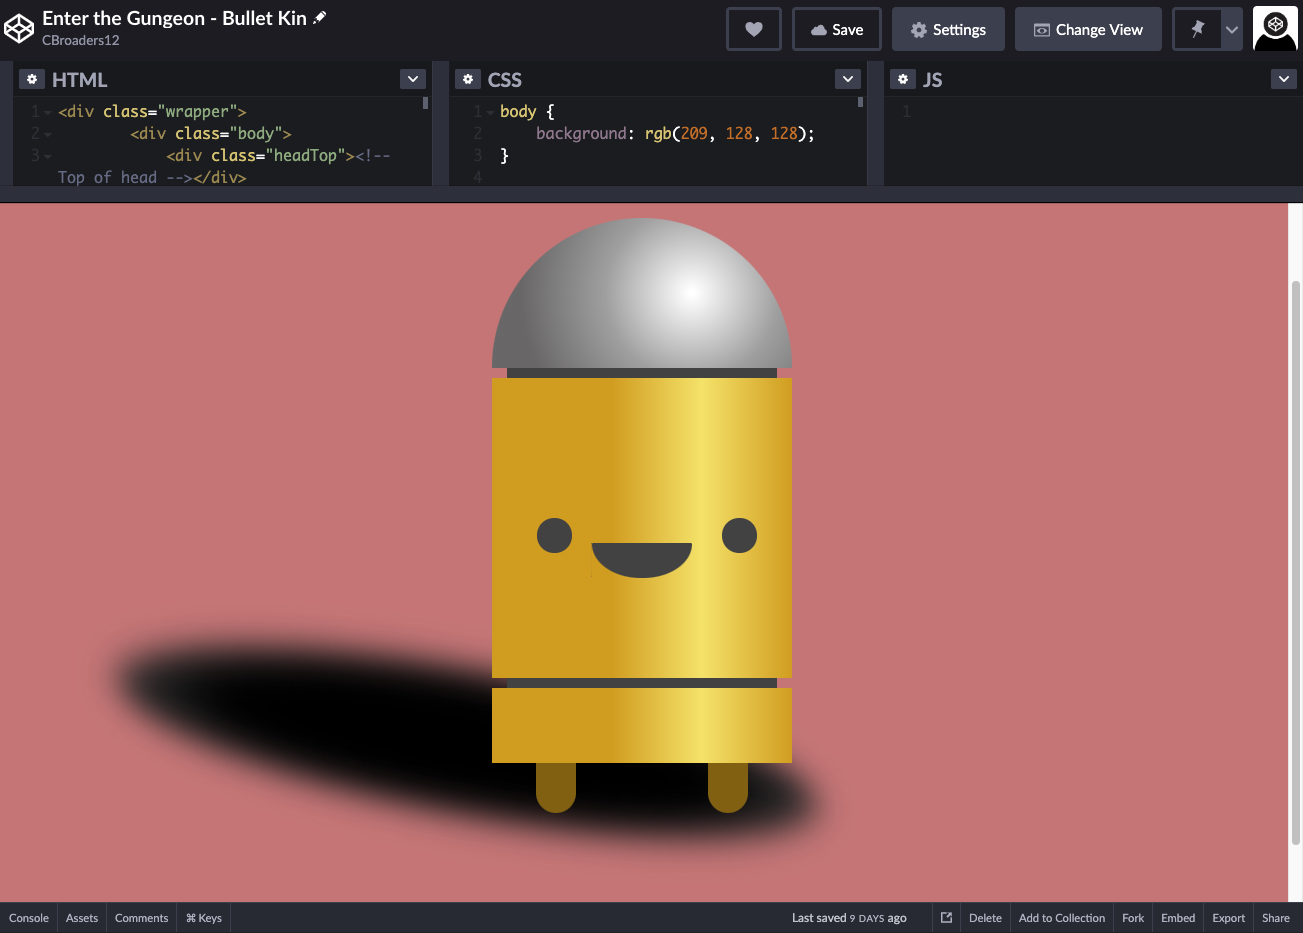 Enter the Gungeon - Bullet Kin
CBroaders12
Save
Settings
Change View
HTML
1 <div class="wrapper">
2 <div class="body">
3 <div class="headTop"><!--
Top of head --></div>
CSS
1 body {
2 background: rgb(209, 128, 128);
3 }
4
JS
1
Console Assets Comments ⌘ Keys Last saved 9 DAYS ago Delete Add to Collection Fork Embed Export Share